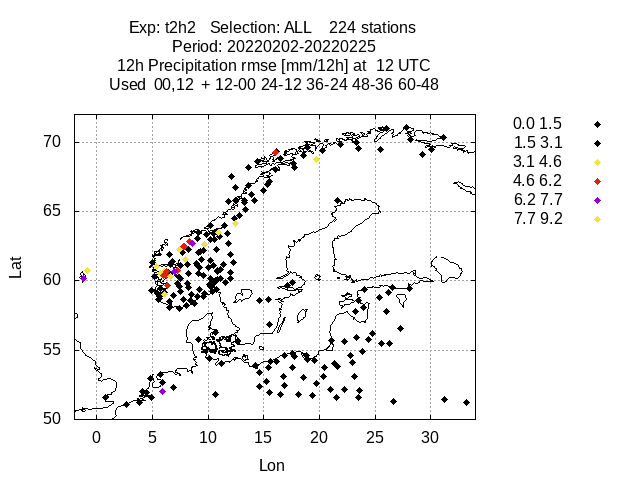 Exp: t2h2 Selection: ALL 224 stations
Period: 20220202-20220225
12h Precipitation rmse [mm/12h] at 12 UTC
Used 00,12 + 12-00 24-12 36-24 48-36 60-48
0.0 1.5
1.5 3.1
3.1 4.6
4.6 6.2
6.2 7.7
7.7 9.2
70
65
60
55
50
Lat
0 5 10 15 20 25 30
Lon